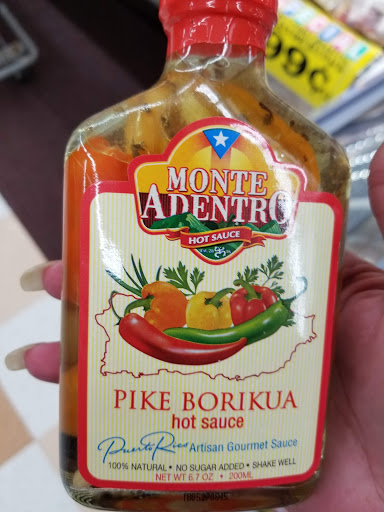 99¢
MONTE
ADENTRO
HOT SAUCE
PIKE BORIKUA
hot sauce
Puerto Rico Artisan Gourmet Sauce
100% NATURAL • NO SUGAR ADDED • SHAKE WELL
NET WT 6.7 OZ • 200ML